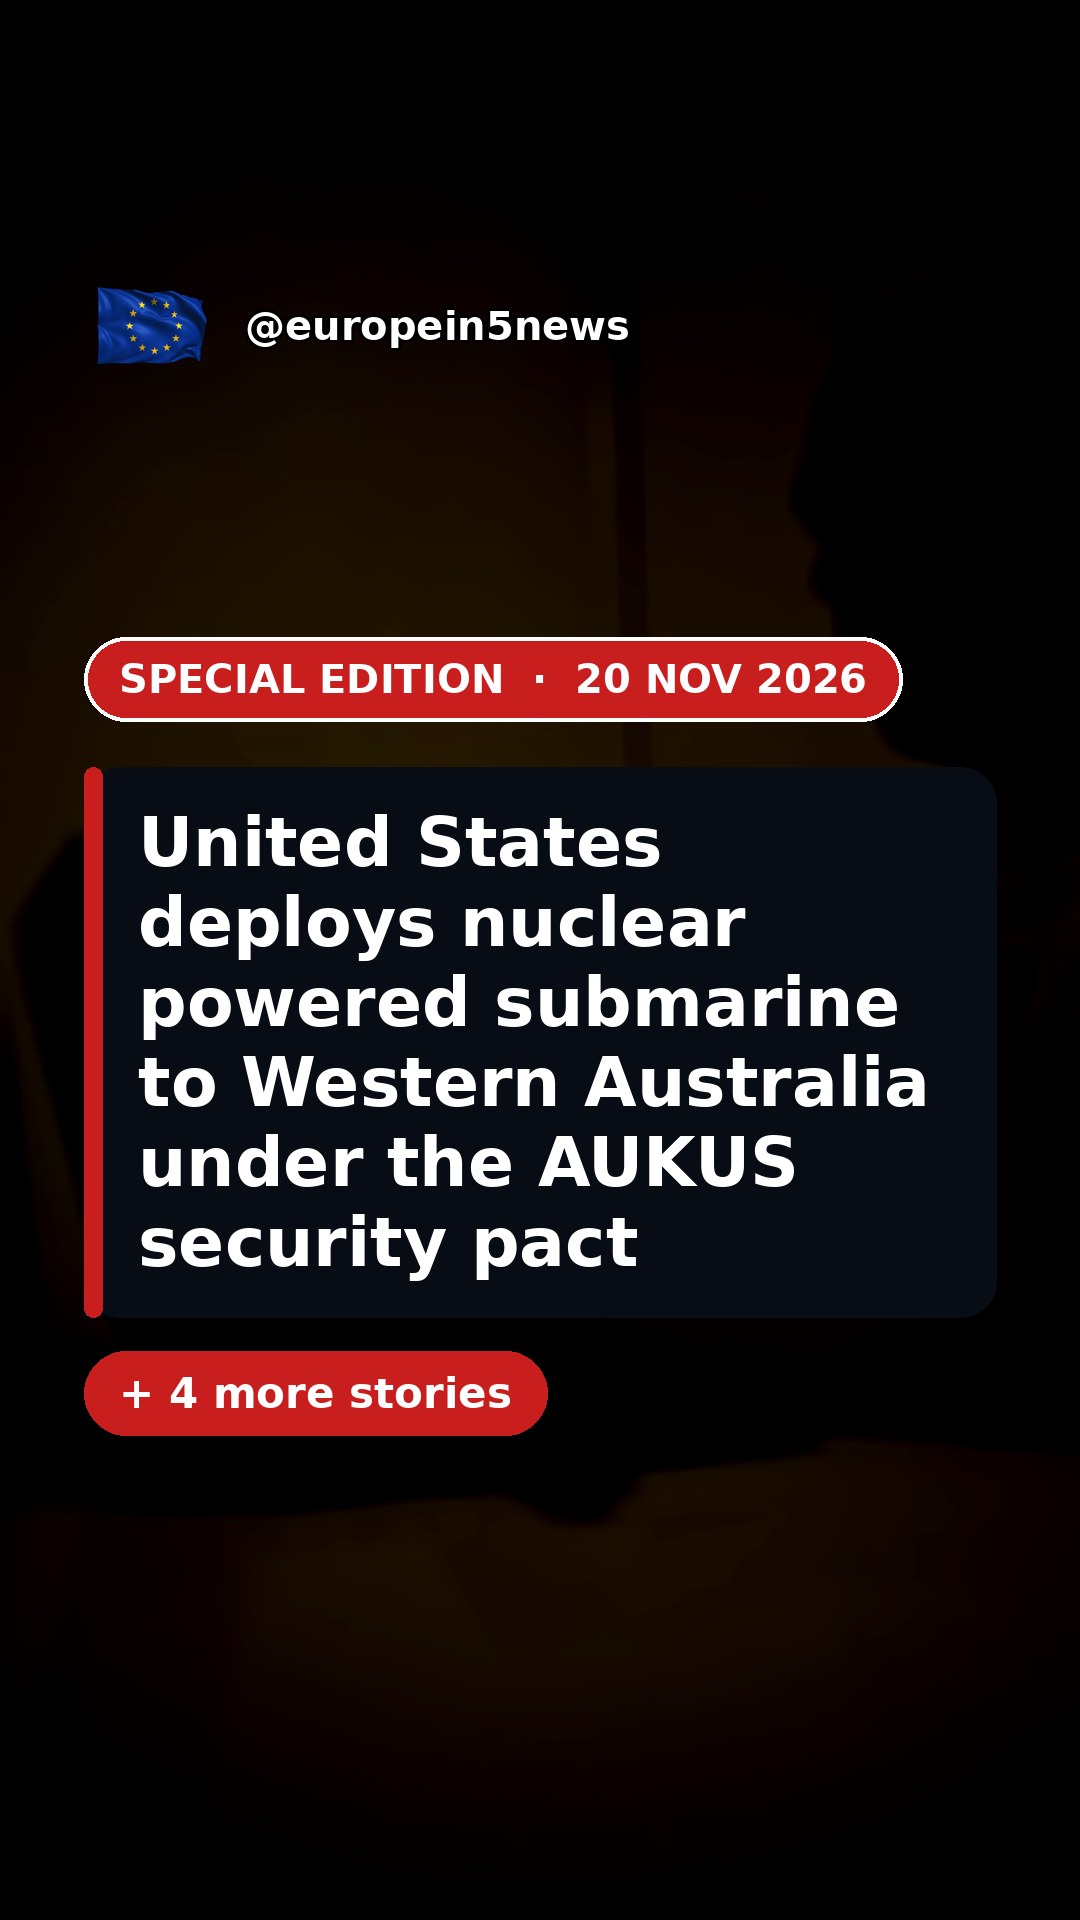 @europein5news
SPECIAL EDITION · 20 NOV 2026
United States
deploys nuclear
powered submarine
to Western Australia
under the AUKUS
security pact
+ 4 more stories